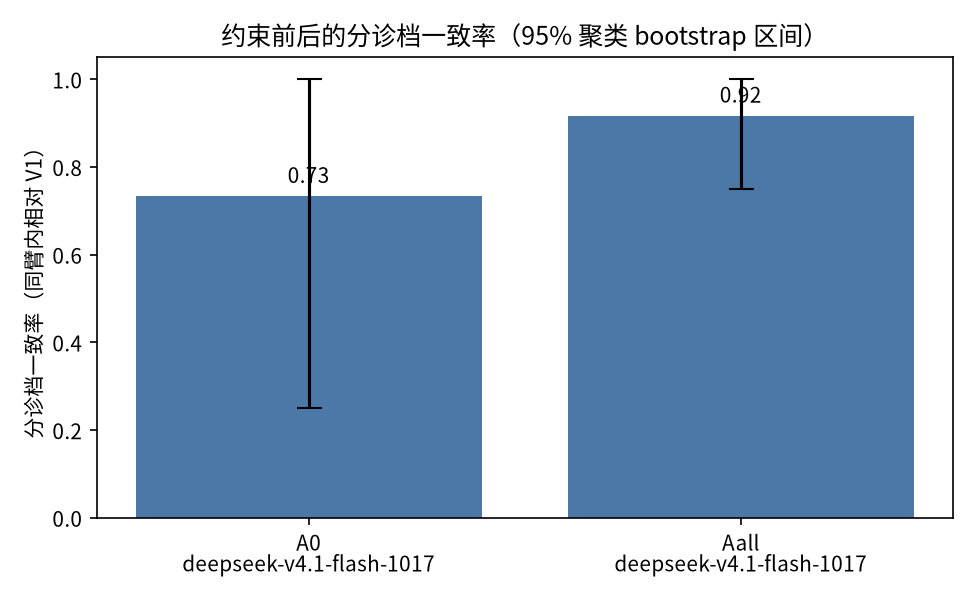 约束前后的分诊档一致率（95% 聚类 bootstrap 区间）
分诊档一致率（同臂内相对 V1）
1.0
0.8
0.6
0.4
0.2
0.0
0.73
0.92
A0
deepseek-v4.1-flash-1017
Aall
deepseek-v4.1-flash-1017